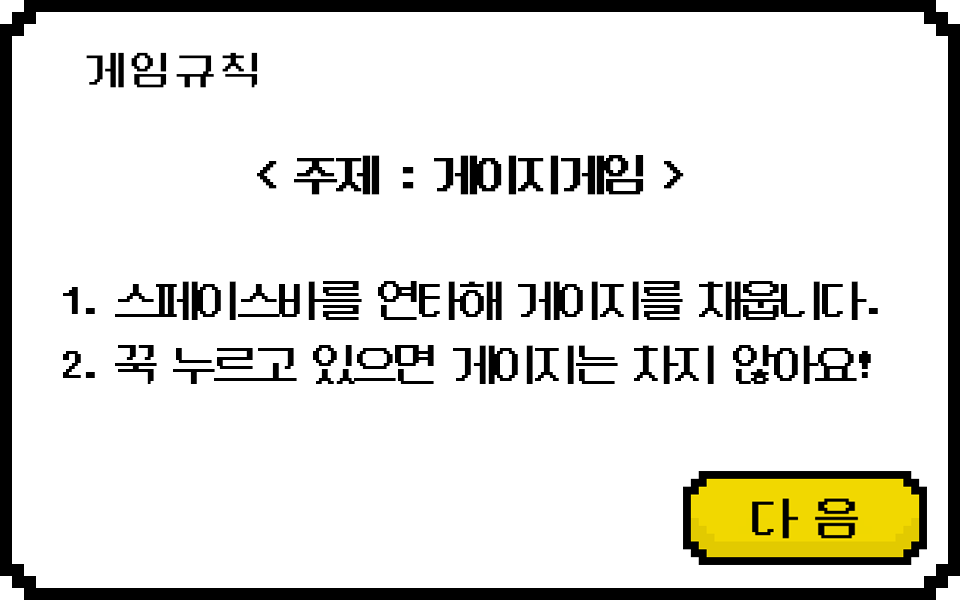 게임규칙
< 주제 : 게이지게임 >
1. 스페이스바를 연타해 게이지를 채웁니다.
2. 꾹 누르고 있으면 게이지는 차지 않아요!
다음